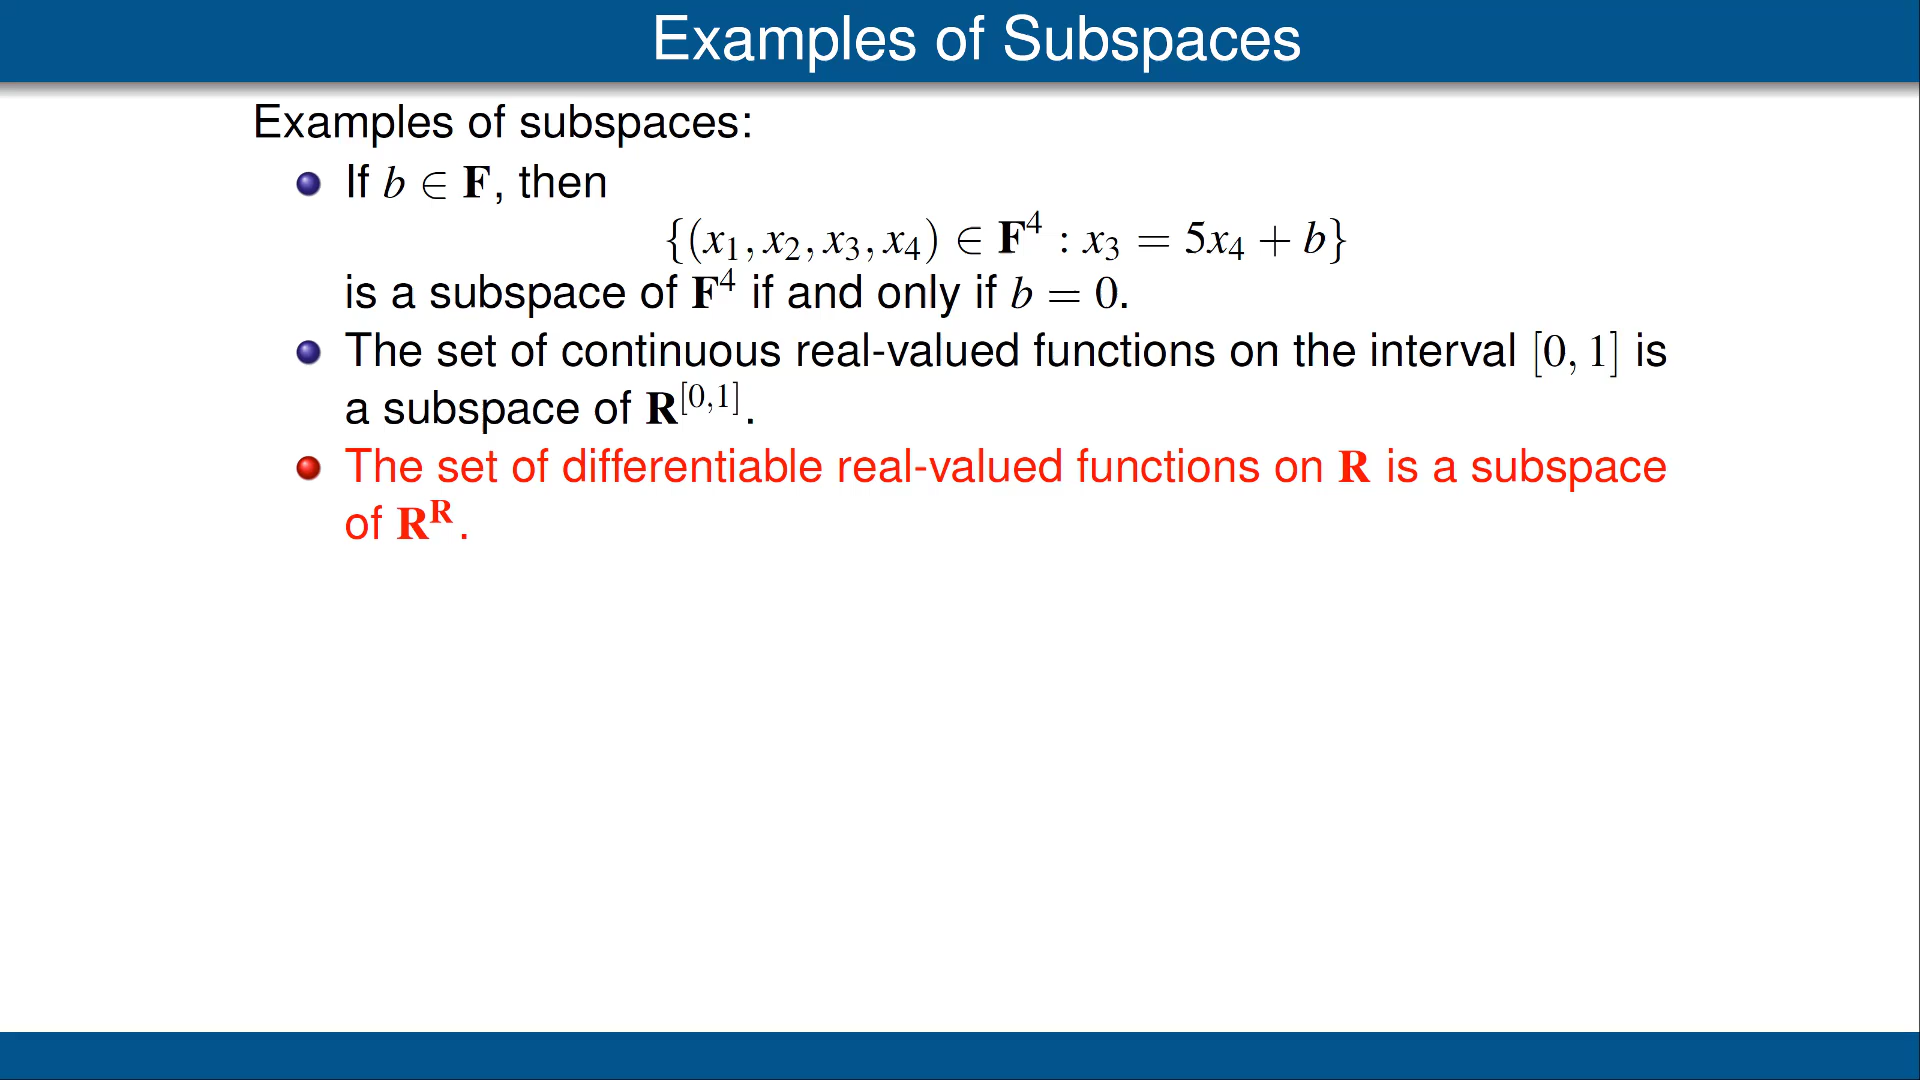 Examples of Subspaces
Examples of subspaces:
If b ∈ F, then
{(x₁, x₂, x₃, x₄) ∈ F⁴ : x₃ = 5x₄ + b}
is a subspace of F⁴ if and only if b = 0.
The set of continuous real-valued functions on the interval [0, 1] is
a subspace of R^[0,1].
The set of differentiable real-valued functions on R is a subspace
of R^R.